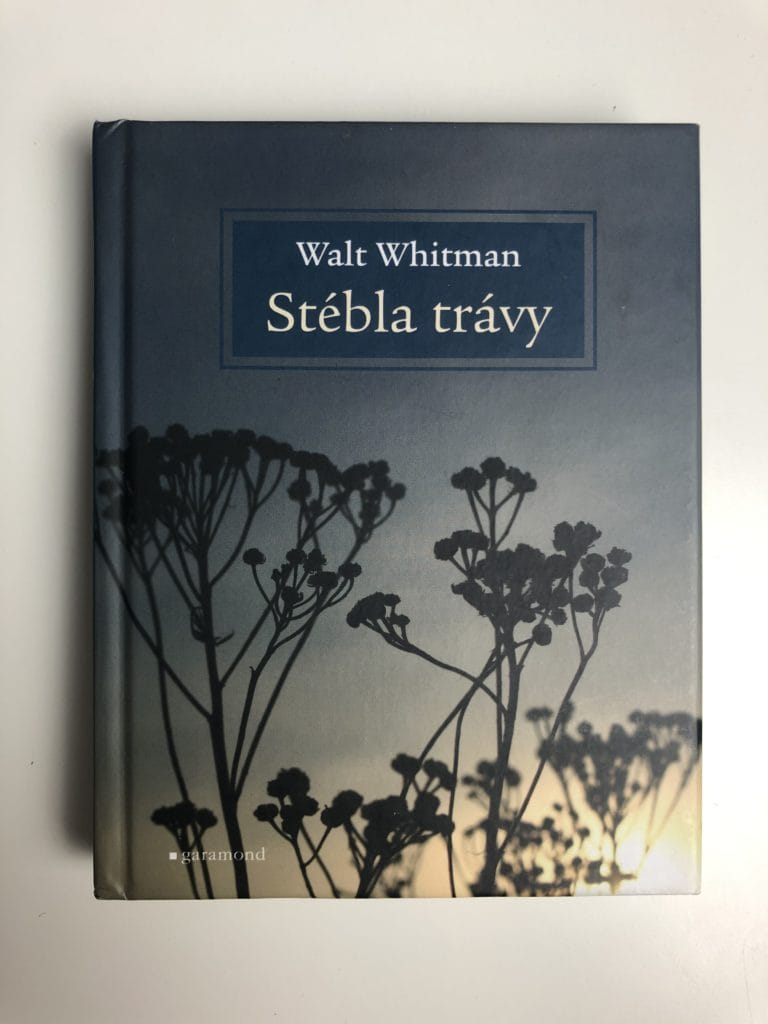 Walt Whitman
Stébla trávy
garamond